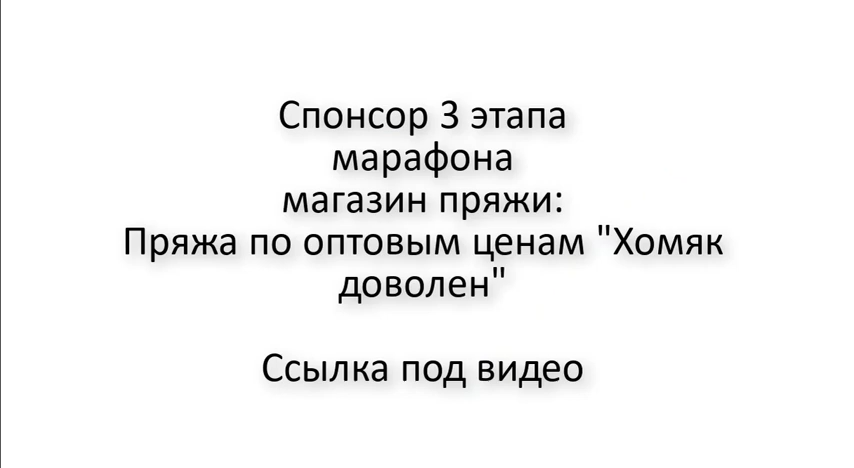 Спонсор 3 этапа
марафона
магазин пряжи:
Пряжа по оптовым ценам "Хомяк
доволен"
Ссылка под видео